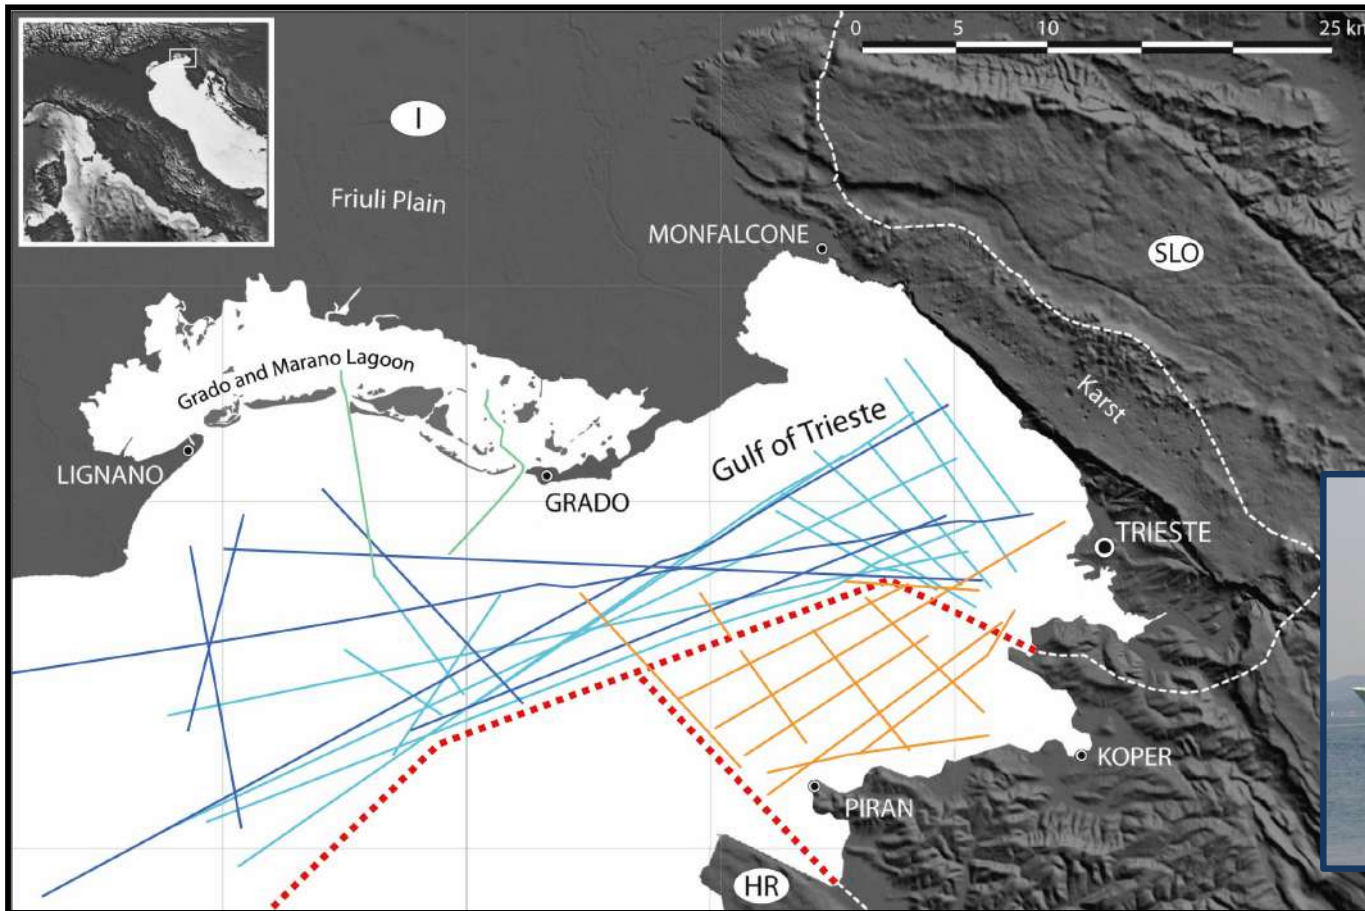 0 5 10 25 km
I
Friuli Plain
MONFALCONE
SLO
Grado and Marano Lagoon
Karst
Gulf of Trieste
LIGNANO
GRADO
TRIESTE
KOPER
PIRAN
HR